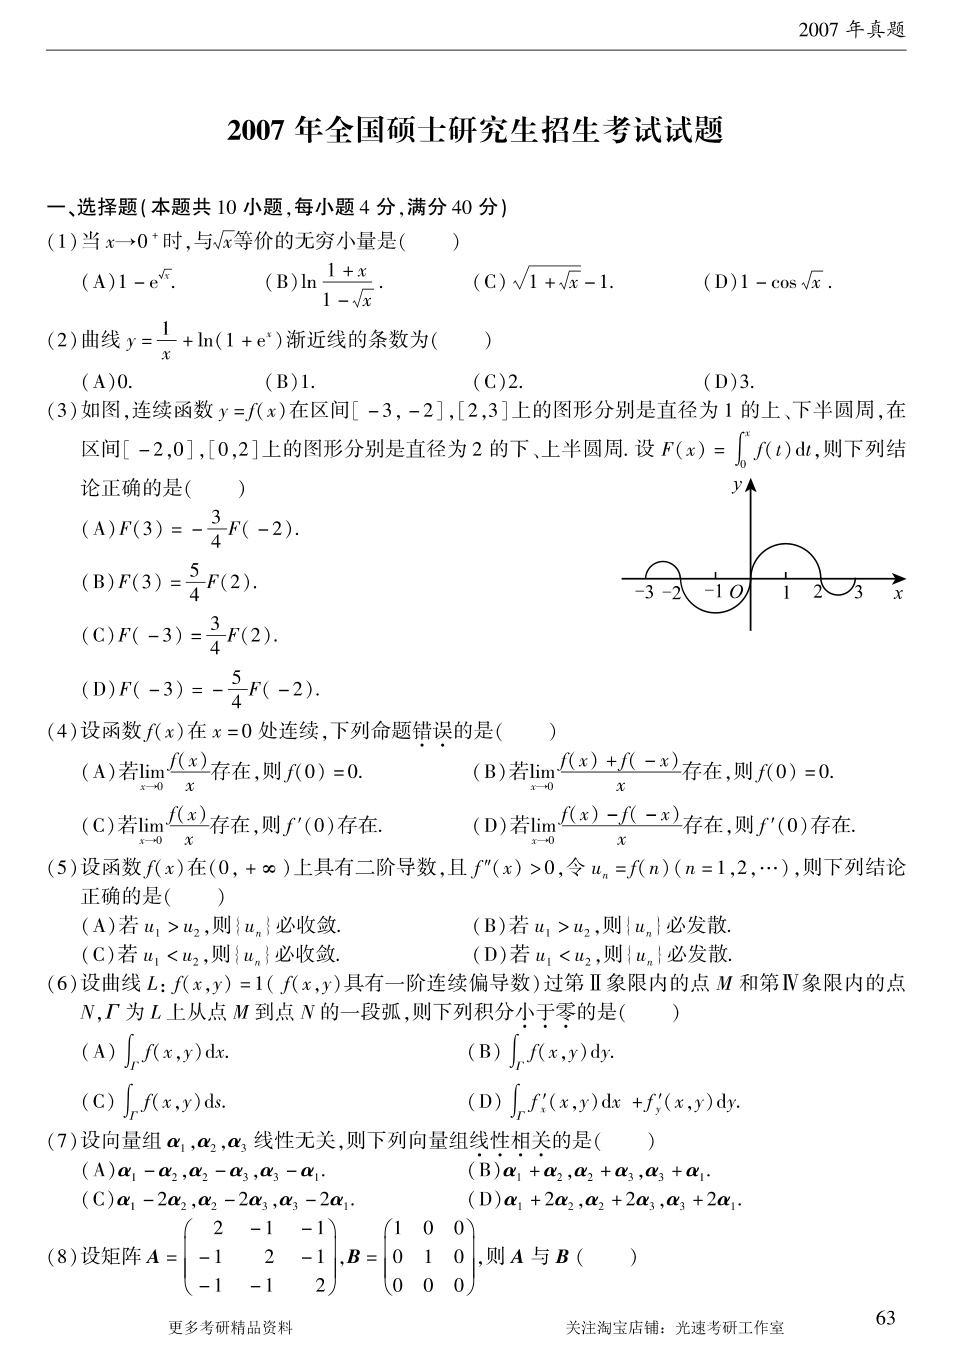 2007 年真题
2007 年全国硕士研究生招生考试试题
一、选择题(本题共 10 小题,每小题 4 分,满分 40 分)
(1)当 x→0⁺时,与√x等价的无穷小量是(  )
(A)1－e^√x. (B)ln (1+x)/(1－√x). (C)√(1+√x)－1. (D)1－cos √x .
(2)曲线 y = 1/x + ln(1+eˣ)渐近线的条数为(  )
(A)0. (B)1. (C)2. (D)3.
(3)如图,连续函数 y=f(x)在区间[－3,－2],[2,3]上的图形分别是直径为 1 的上、下半圆周,在
区间[－2,0],[0,2]上的图形分别是直径为 2 的下、上半圆周. 设 F(x) = ∫₀ˣ f(t)dt,则下列结
论正确的是(  )
(A)F(3) = －3/4 F(－2).
(B)F(3) = 5/4 F(2).
(C)F(－3) = 3/4 F(2).
(D)F(－3) = －5/4 F(－2).
y
-3 -2 -1 O 1 2 3 x
(4)设函数 f(x)在 x=0 处连续,下列命题错误的是(  )
(A)若lim_{x→0} f(x)/x 存在,则 f(0)=0. (B)若lim_{x→0} (f(x)+f(－x))/x 存在,则 f(0)=0.
(C)若lim_{x→0} f(x)/x 存在,则 f′(0)存在. (D)若lim_{x→0} (f(x)－f(－x))/x 存在,则 f′(0)存在.
(5)设函数 f(x)在(0,+∞)上具有二阶导数,且 f″(x)>0,令 uₙ=f(n)(n=1,2,…),则下列结论
正确的是(  )
(A)若 u₁>u₂,则{uₙ}必收敛. (B)若 u₁>u₂,则{uₙ}必发散.
(C)若 u₁<u₂,则{uₙ}必收敛. (D)若 u₁<u₂,则{uₙ}必发散.
(6)设曲线 L: f(x,y)=1(f(x,y)具有一阶连续偏导数)过第Ⅱ象限内的点 M 和第Ⅳ象限内的点
N,Γ 为 L 上从点 M 到点 N 的一段弧,则下列积分小于零的是(  )
(A)∫_Γ f(x,y)dx. (B)∫_Γ f(x,y)dy.
(C)∫_Γ f(x,y)ds. (D)∫_Γ f′ₓ(x,y)dx + f′_y(x,y)dy.
(7)设向量组 α₁,α₂,α₃ 线性无关,则下列向量组线性相关的是(  )
(A)α₁－α₂,α₂－α₃,α₃－α₁. (B)α₁+α₂,α₂+α₃,α₃+α₁.
(C)α₁－2α₂,α₂－2α₃,α₃－2α₁. (D)α₁+2α₂,α₂+2α₃,α₃+2α₁.
2 －1 －1 1 0 0
(8)设矩阵 A = －1 2 －1 ,B = 0 1 0 ,则 A 与 B (  )
－1 －1 2 0 0 0
63
更多考研精品资料 关注淘宝店铺：光速考研工作室